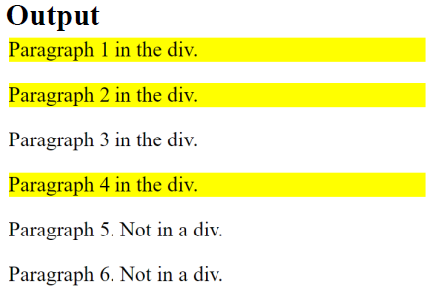 Output
Paragraph 1 in the div.
Paragraph 2 in the div.
Paragraph 3 in the div.
Paragraph 4 in the div.
Paragraph 5. Not in a div.
Paragraph 6. Not in a div.